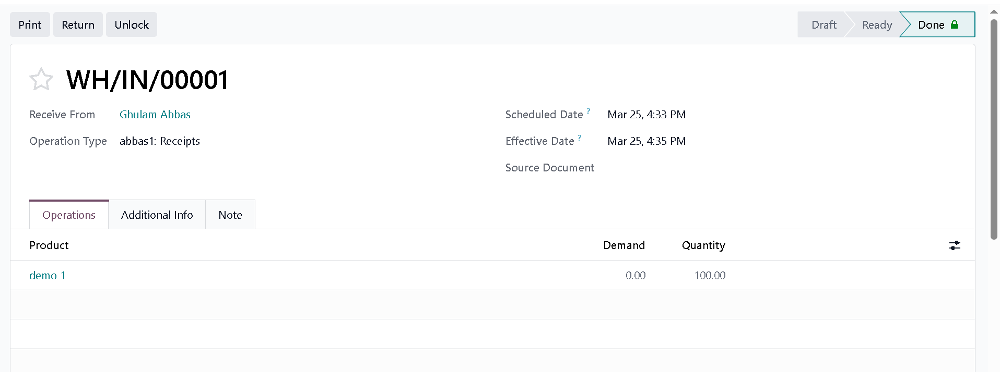 Print Return Unlock Draft Ready Done
WH/IN/00001
Receive From Ghulam Abbas Scheduled Date ? Mar 25, 4:33 PM
Operation Type abbas1: Receipts Effective Date ? Mar 25, 4:35 PM
Source Document
Operations Additional Info Note
Product Demand Quantity
demo 1 0.00 100.00